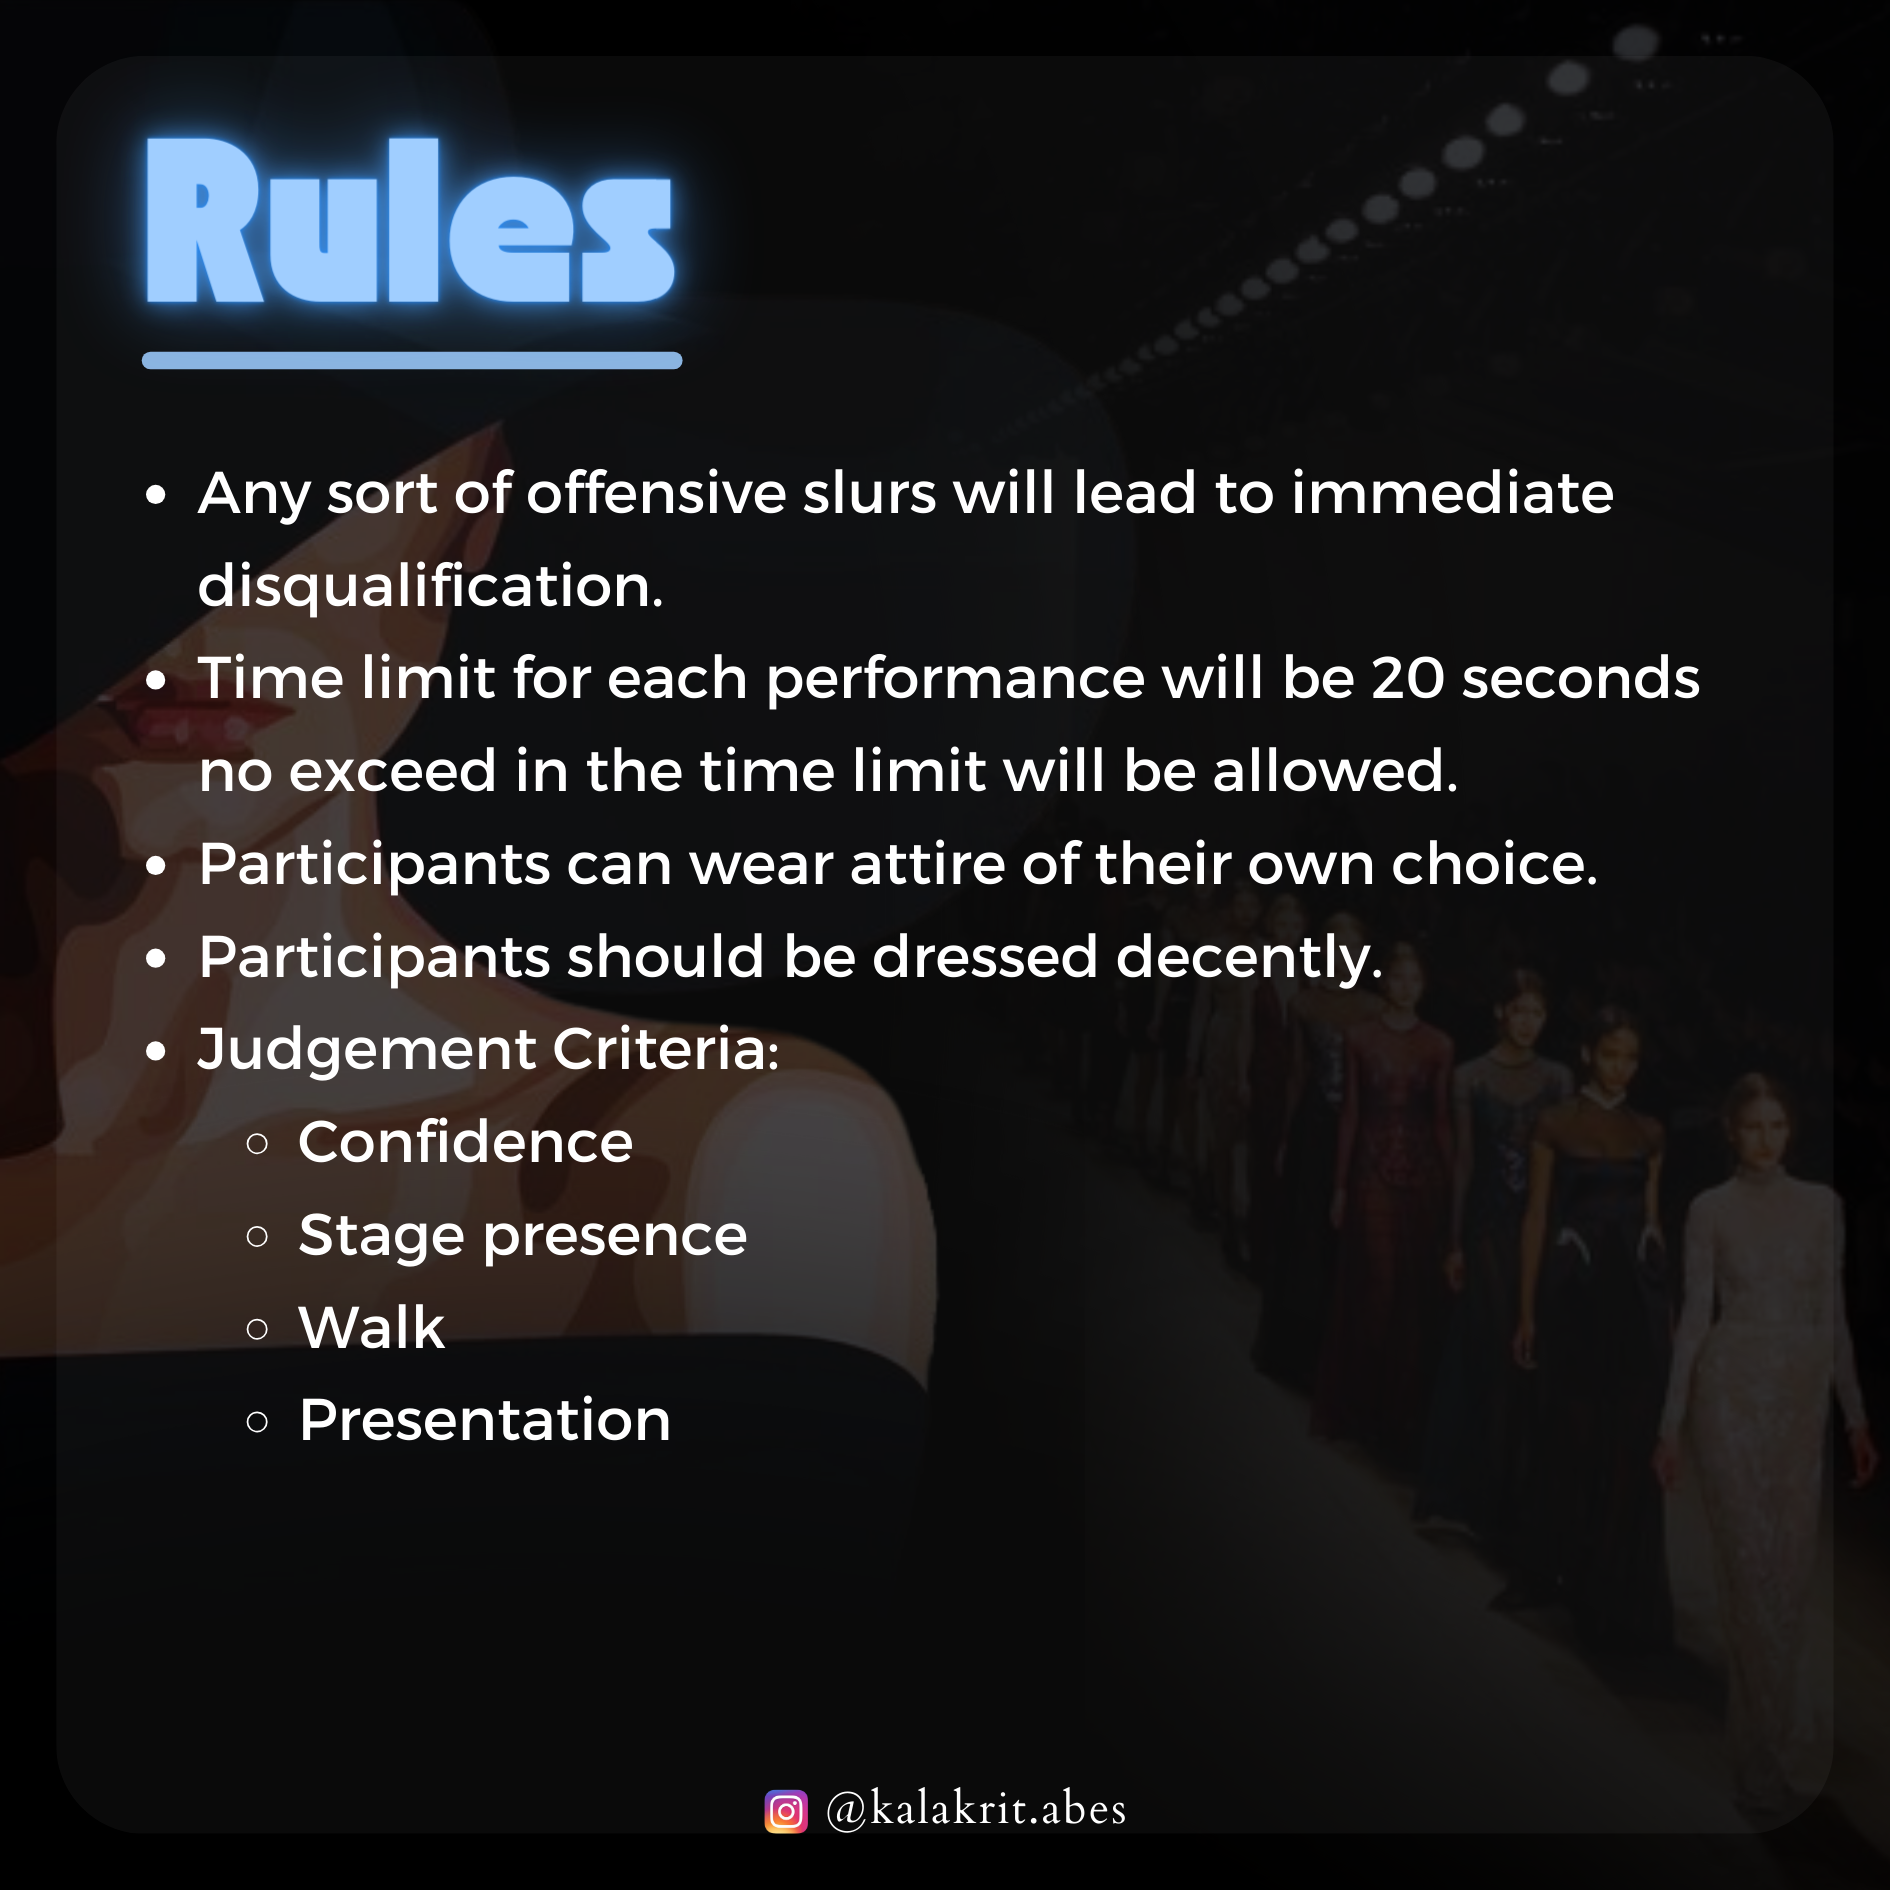 Rules
• Any sort of offensive slurs will lead to immediate
disqualification.
• Time limit for each performance will be 20 seconds
no exceed in the time limit will be allowed.
• Participants can wear attire of their own choice.
• Participants should be dressed decently.
• Judgement Criteria:
○ Confidence
○ Stage presence
○ Walk
○ Presentation
@kalakrit.abes